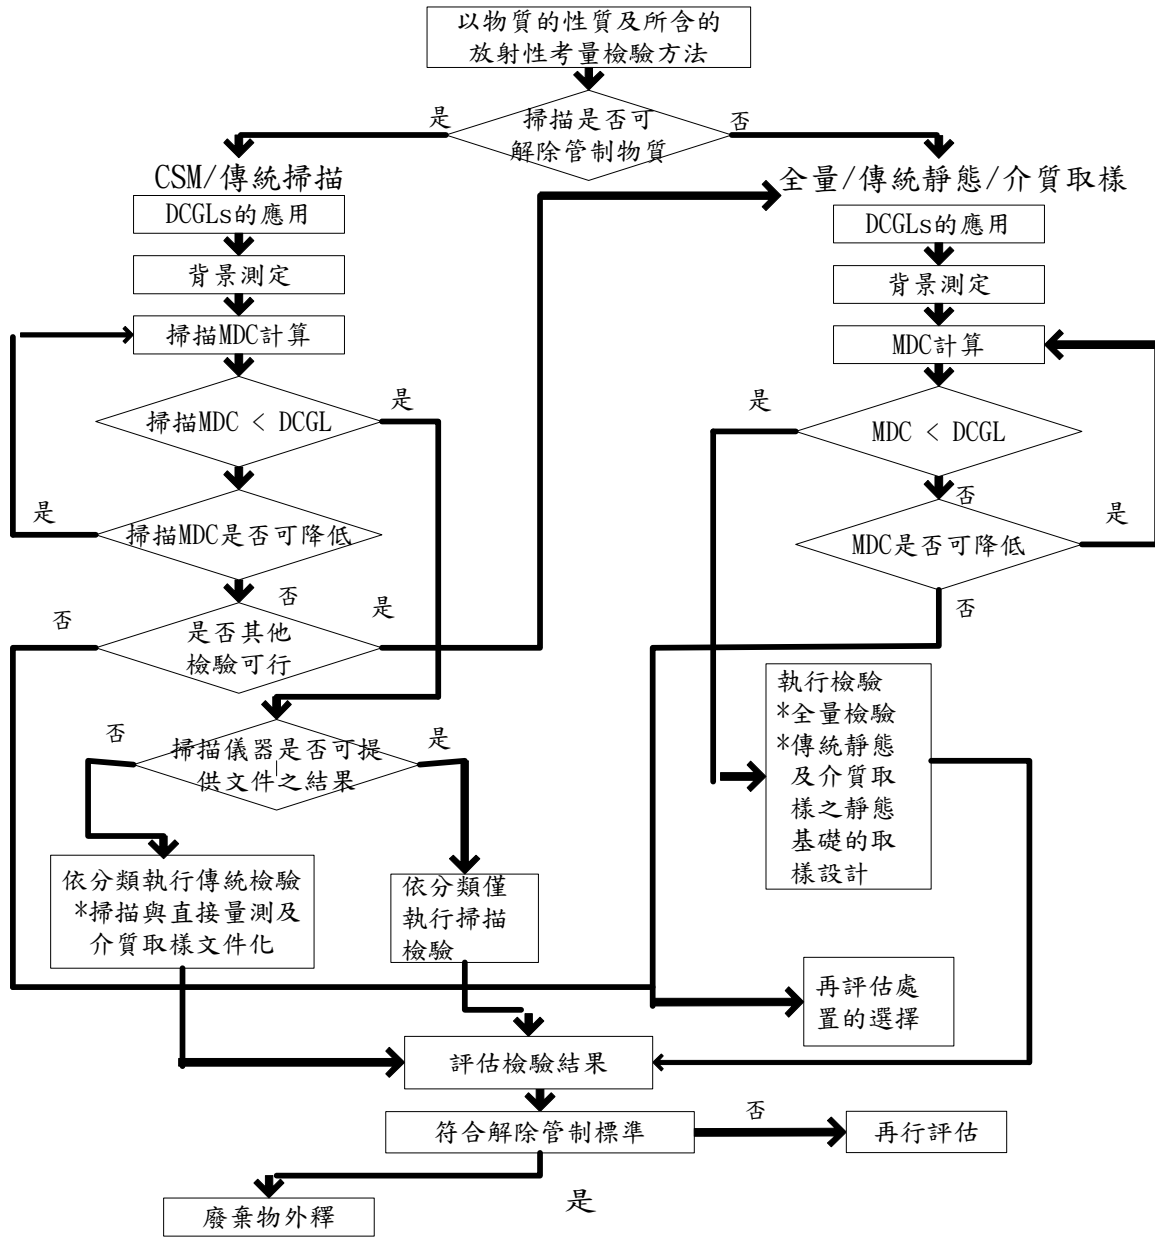 以物質的性質及所含的
放射性考量檢驗方法
是
掃描是否可
解除管制物質
否
CSM/傳統掃描
全量/傳統靜態/介質取樣
DCGLs的應用
DCGLs的應用
背景測定
背景測定
掃描MDC計算
MDC計算
是
掃描MDC < DCGL
是
MDC < DCGL
否
是
掃描MDC是否可降低
是
MDC是否可降低
否
否
是
否
是否其他
檢驗可行
執行檢驗
*全量檢驗
*傳統靜態
及介質取
樣之靜態
基礎的取
樣設計
否
是
掃描儀器是否可提
供文件之結果
依分類執行傳統檢驗
*掃描與直接量測及
介質取樣文件化
依分類僅
執行掃描
檢驗
再評估處
置的選擇
評估檢驗結果
否
符合解除管制標準
再行評估
是
廢棄物外釋